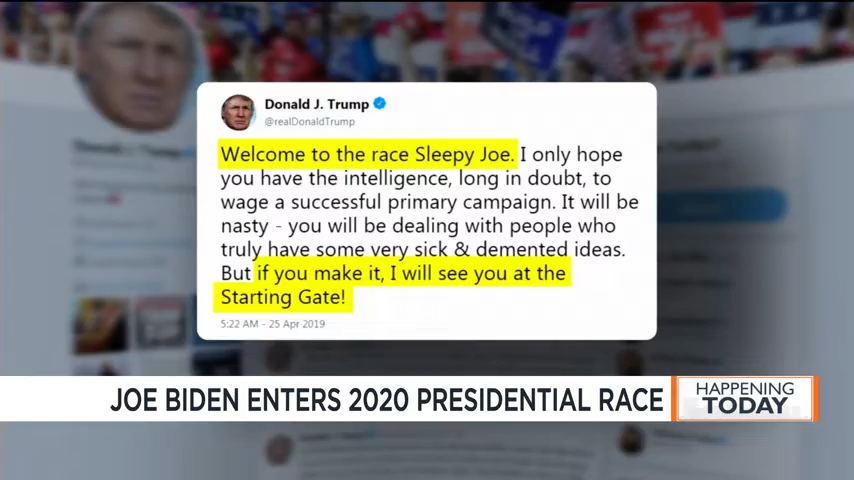 Donald J. Trump
@realDonaldTrump
Welcome to the race Sleepy Joe. I only hope
you have the intelligence, long in doubt, to
wage a successful primary campaign. It will be
nasty - you will be dealing with people who
truly have some very sick & demented ideas.
But if you make it, I will see you at the
Starting Gate!
5:22 AM - 25 Apr 2019
JOE BIDEN ENTERS 2020 PRESIDENTIAL RACE
HAPPENING
TODAY